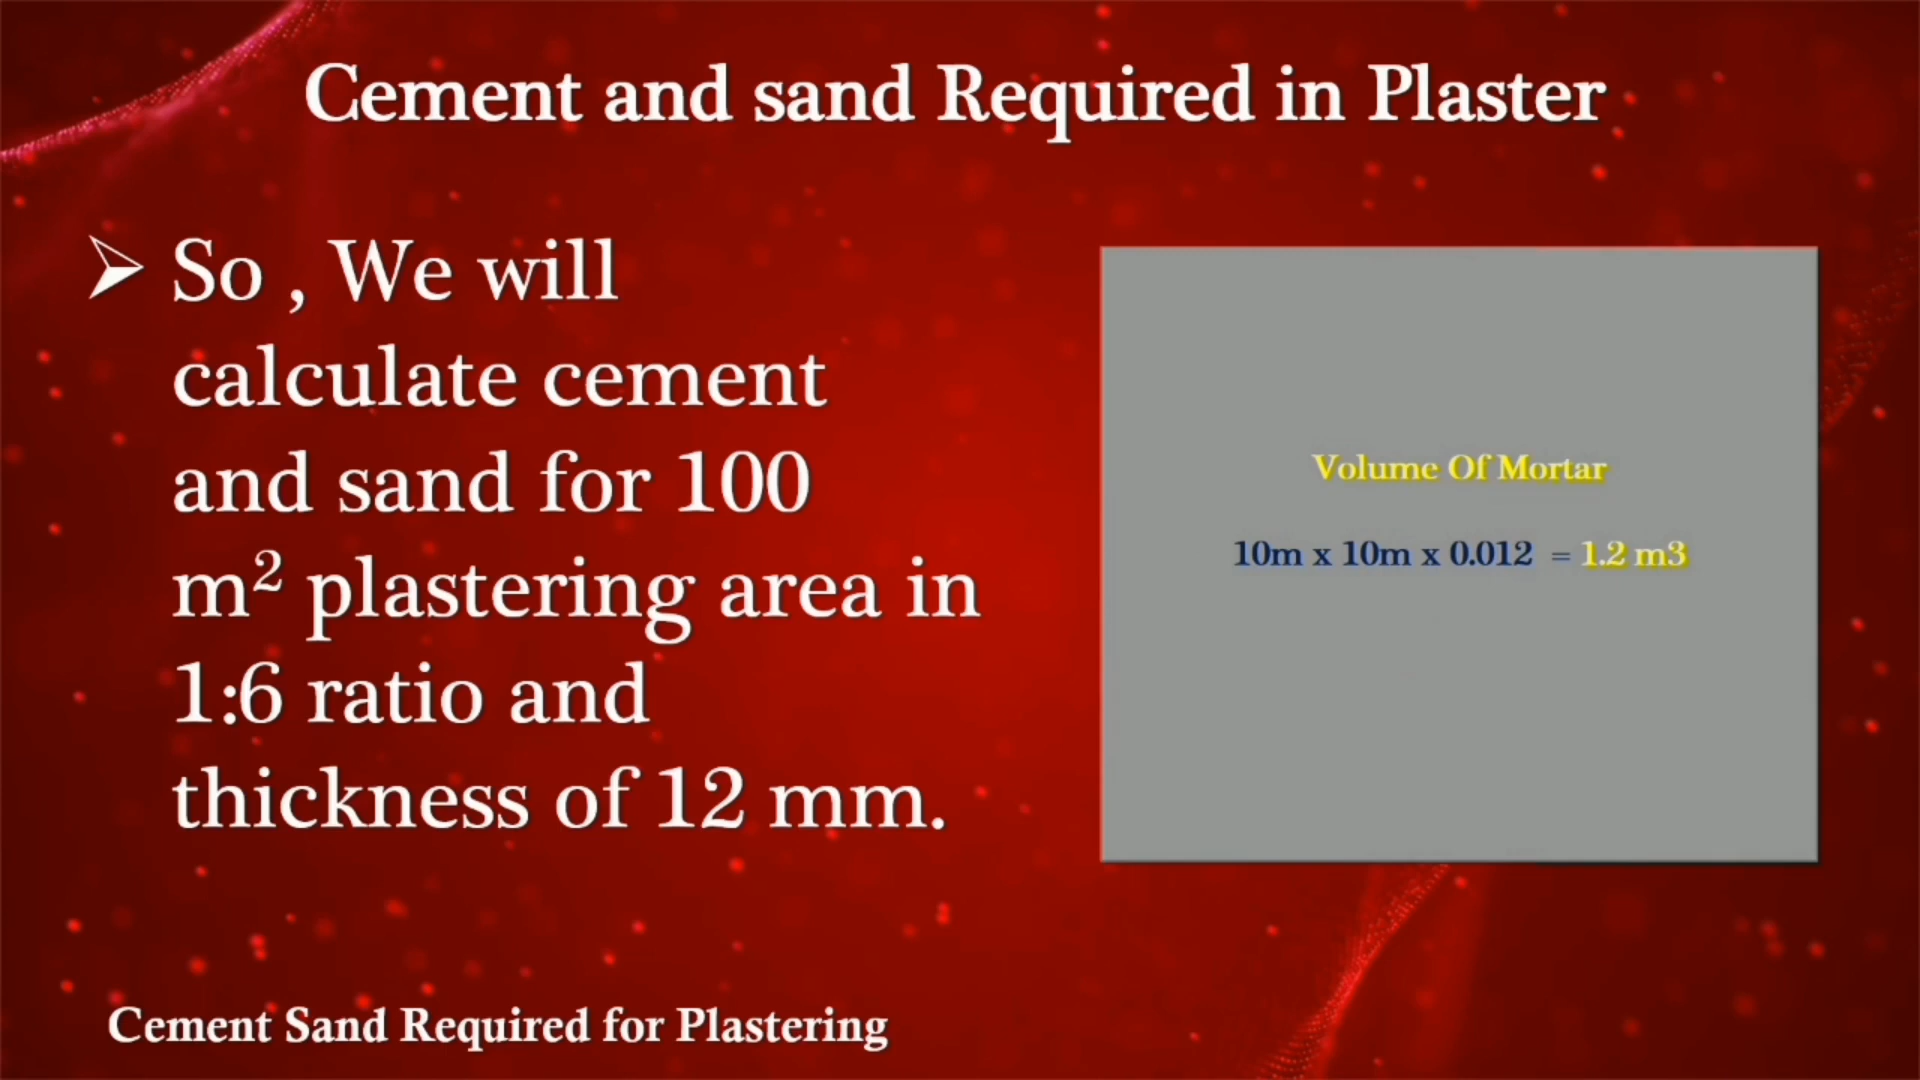 Cement and sand Required in Plaster
So , We will
calculate cement
and sand for 100
m² plastering area in
1:6 ratio and
thickness of 12 mm.
Volume Of Mortar
10m x 10m x 0.012 = 1.2 m3
Cement Sand Required for Plastering